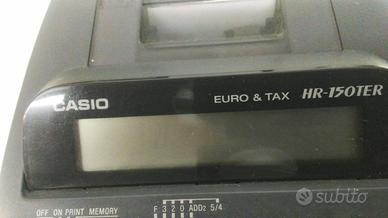 CASIO EURO & TAX HR-150TER
OFF ON PRINT MEMORY F 3 2 0 ADD2 5/4
subito